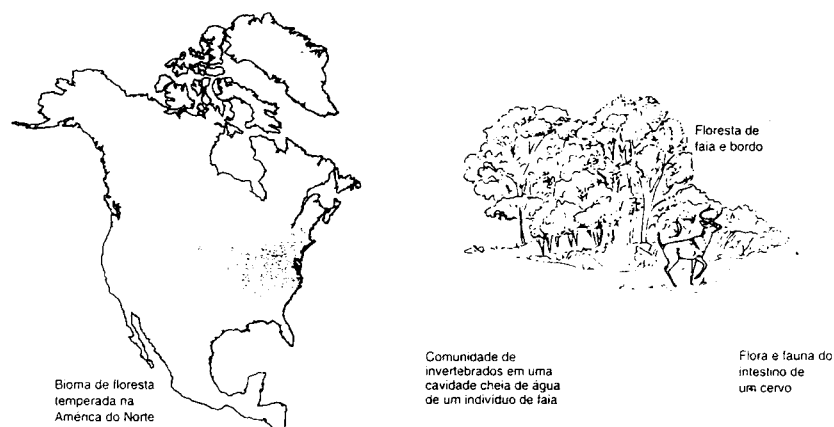 Floresta de
faia e bordo
Bioma de floresta
temperada na
América do Norte
Comunidade de
invertebrados em uma
cavidade cheia de água
de um indivíduo de faia
Flora e fauna do
intestino de
um cervo